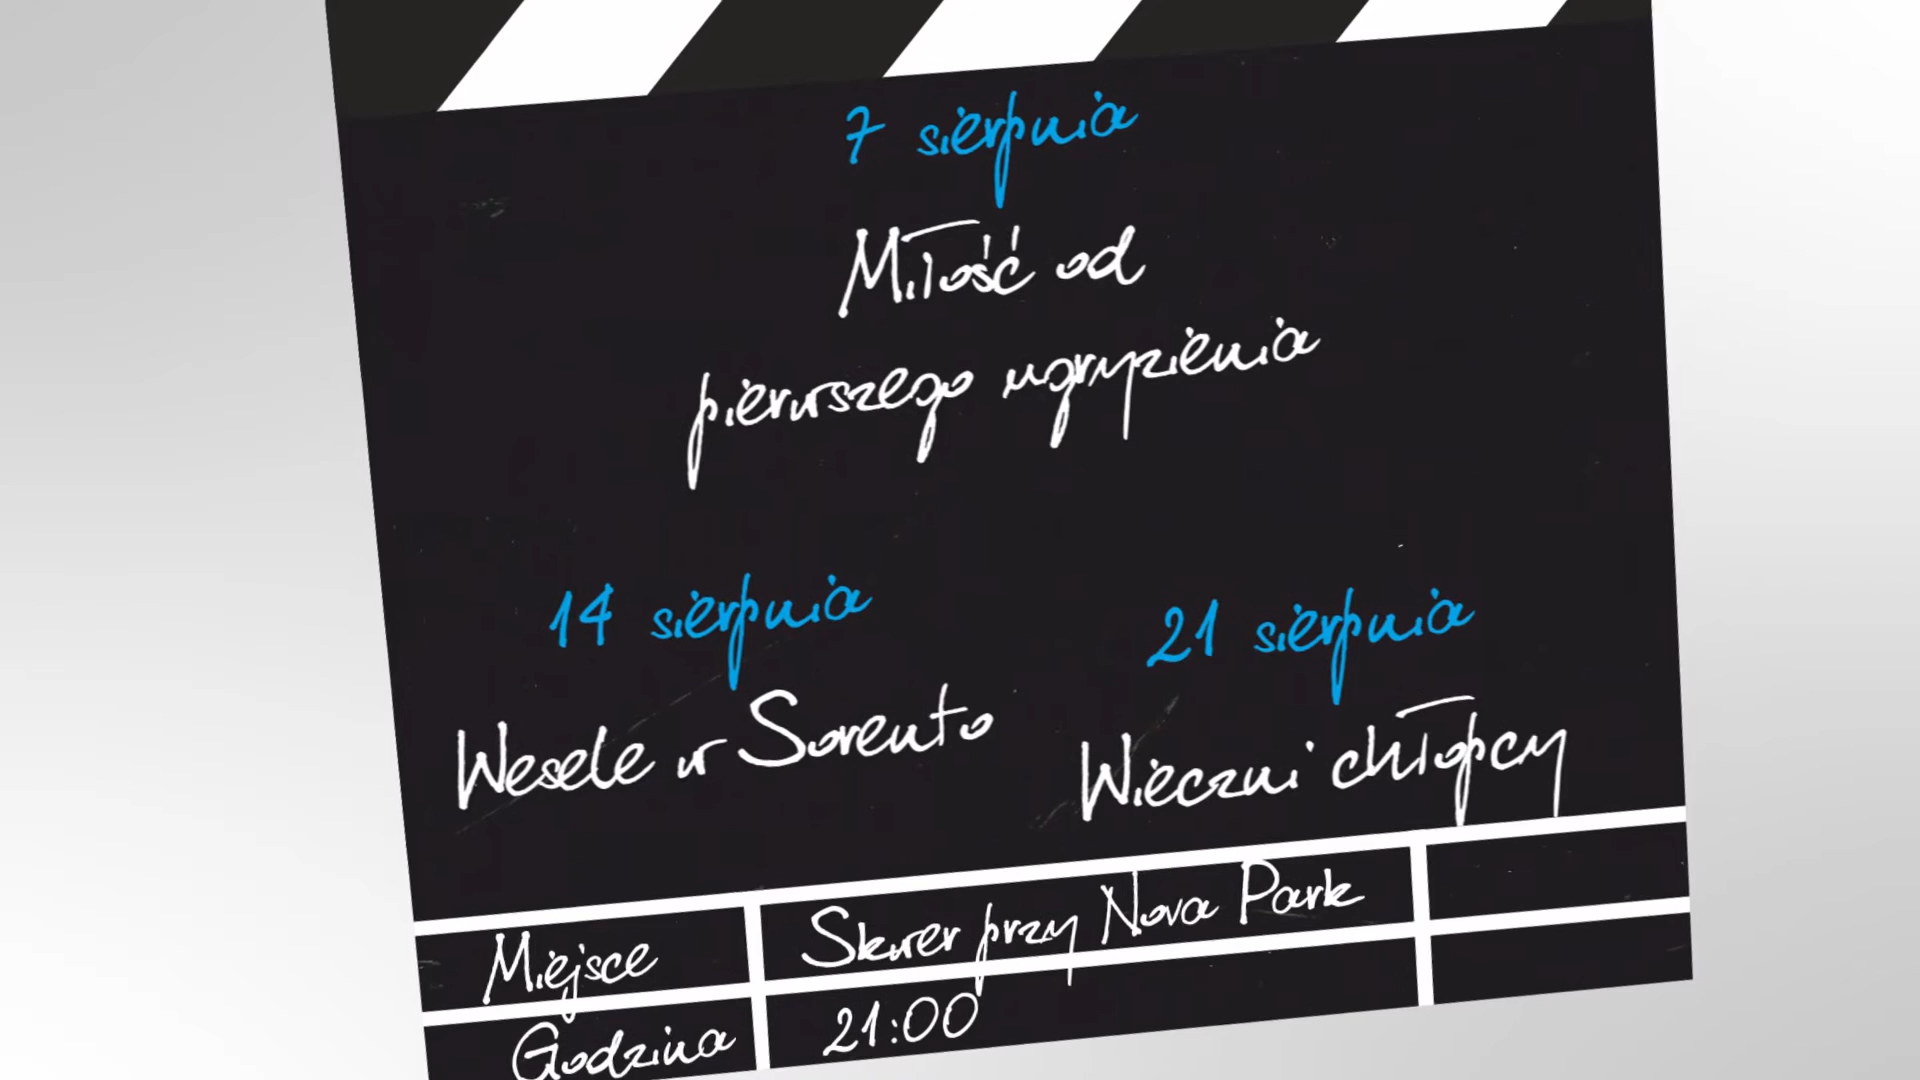 7 sierpnia
Miłość od
pierwszego ugryzienia
14 sierpnia
Wesele w Sorento
21 sierpnia
Wieczni chłopcy
Miejsce
Skwer przy Nova Park
Godzina
21:00